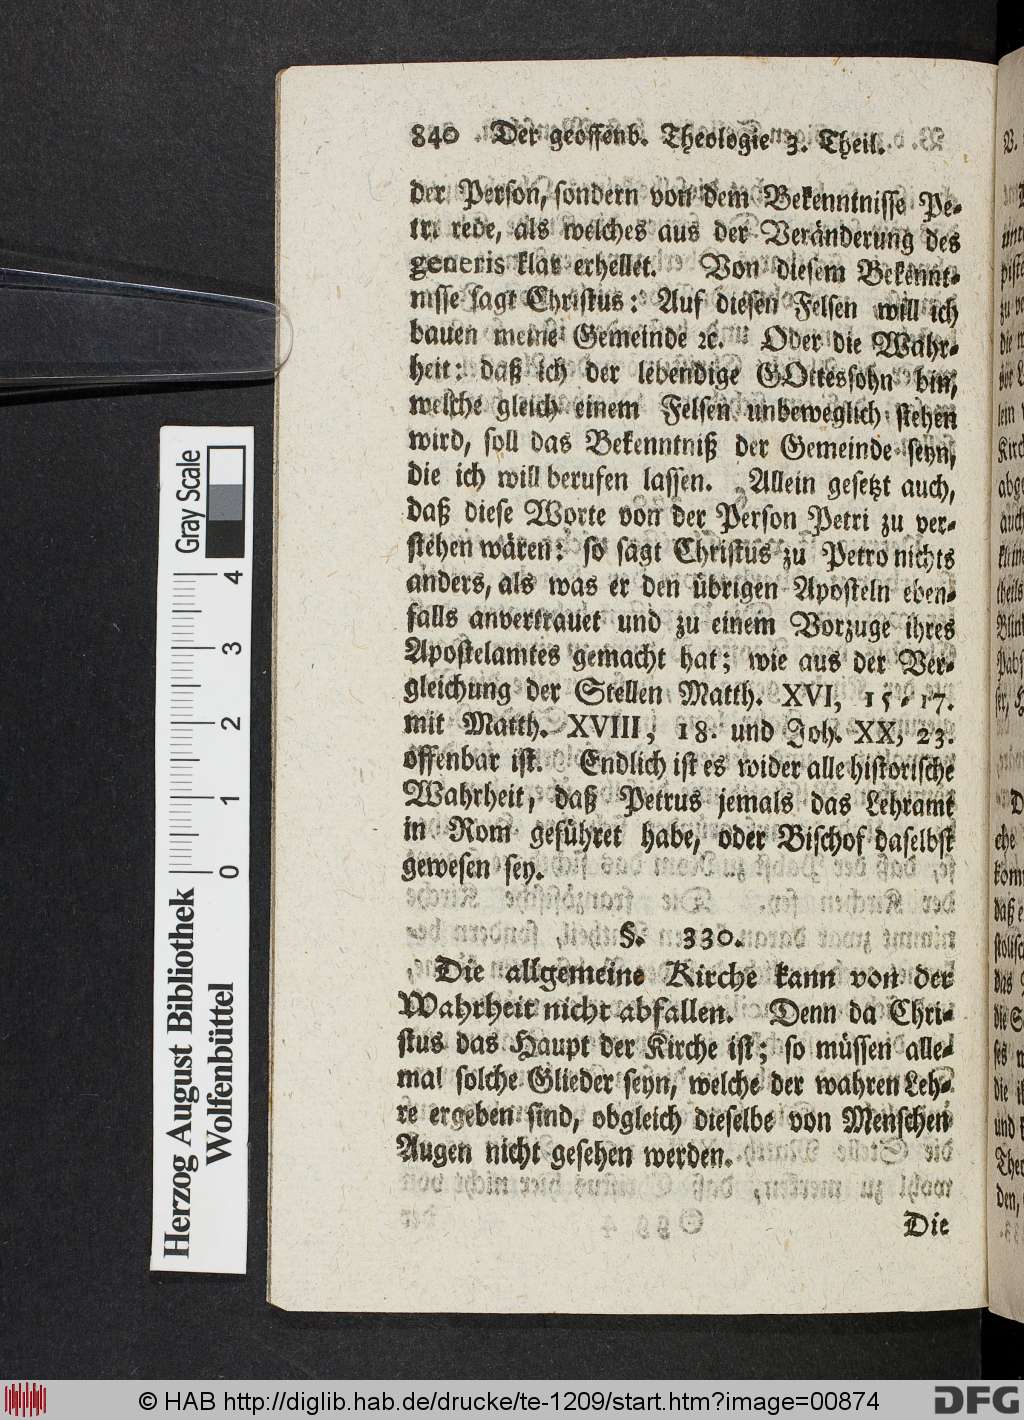 840 Der geoffenb. Theologie 3. Theil.
der Person, sondern von dem Bekenntnisse Pe-
tri rede, als welches aus der Veränderung des
generis klar erhellet. Von diesem Bekennt-
nisse sagt Christus: Auf diesen Felsen will ich
bauen meine Gemeinde ꝛc. Oder die Wahr-
heit: daß ich der lebendige GOttessohn bin,
welche gleich einem Felsen unbeweglich stehen
wird, soll das Bekenntniß der Gemeinde seyn,
die ich will berufen lassen. Allein gesetzt auch,
daß diese Worte von der Person Petri zu ver-
stehen wären: so sagt Christus zu Petro nichts
anders, als was er den übrigen Aposteln eben-
falls anvertrauet und zu einem Vorzuge ihres
Apostelamtes gemacht hat; wie aus der Ver-
gleichung der Stellen Matth. XVI, 15-17.
mit Matth. XVIII, 18. und Joh. XX, 23.
offenbar ist. Endlich ist es wider alle historische
Wahrheit, daß Petrus jemals das Lehramt
in Rom geführet habe, oder Bischof daselbst
gewesen sey.
§. 330.
Die allgemeine Kirche kann von der
Wahrheit nicht abfallen. Denn da Chri-
stus das Haupt der Kirche ist; so müssen alle-
mal solche Glieder seyn, welche der wahren Leh-
re ergeben sind, obgleich dieselbe von Menschen
Augen nicht gesehen werden.
Die
Gray Scale
0 1 2 3 4
Herzog August Bibliothek
Wolfenbüttel
© HAB http://diglib.hab.de/drucke/te-1209/start.htm?image=00874
DFG